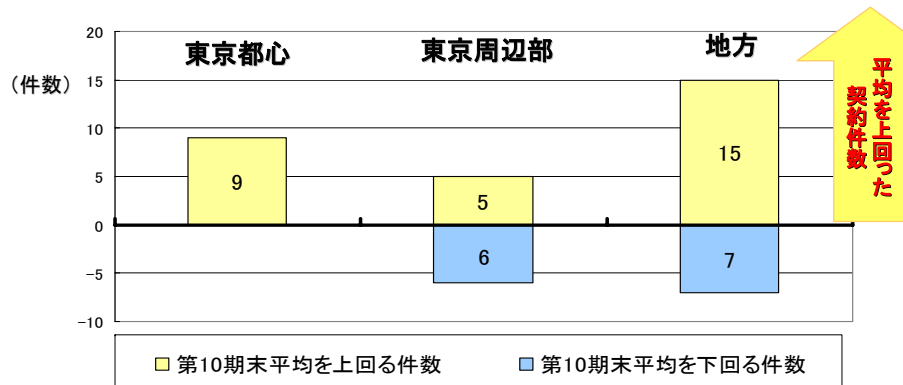 20
東京都心
東京周辺部
地方
(件数)
15
10
5
0
-5
-10
9
5
6
15
7
平均を上回った
契約件数
第10期末平均を上回る件数
第10期末平均を下回る件数